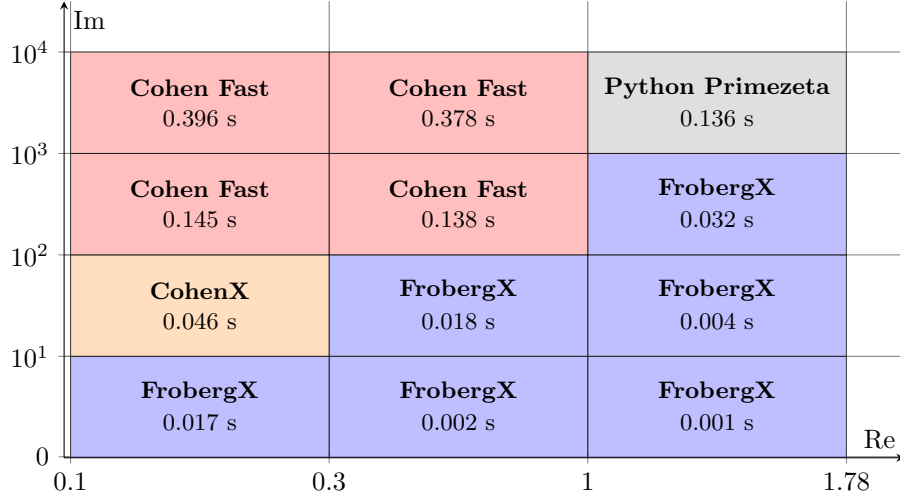 Im
10^4
Cohen Fast
0.396 s
Cohen Fast
0.378 s
Python Primezeta
0.136 s
10^3
Cohen Fast
0.145 s
Cohen Fast
0.138 s
FrobergX
0.032 s
10^2
CohenX
0.046 s
FrobergX
0.018 s
FrobergX
0.004 s
10^1
FrobergX
0.017 s
FrobergX
0.002 s
FrobergX
0.001 s
Re
0
0.1
0.3
1
1.78